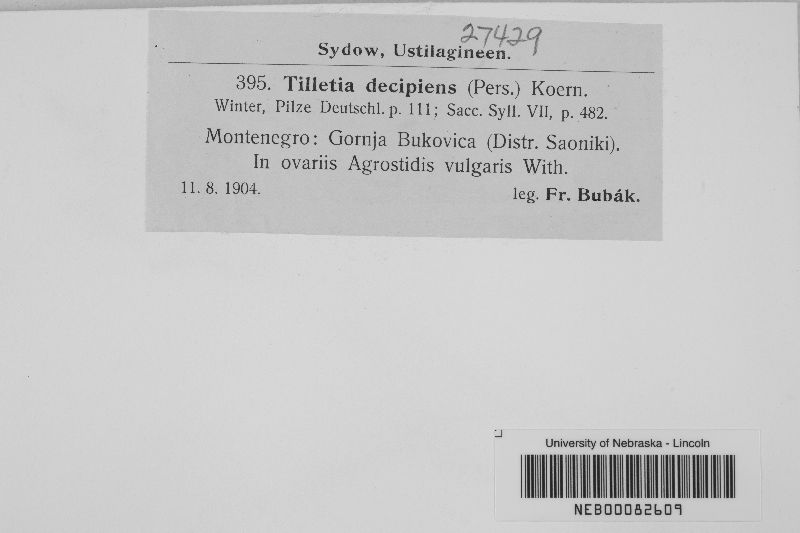 27429
Sydow, Ustilagineen.
395. Tilletia decipiens (Pers.) Koern.
Winter, Pilze Deutschl. p. 111; Sacc. Syll. VII, p. 482.
Montenegro: Gornja Bukovica (Distr. Saoniki).
In ovariis Agrostidis vulgaris With.
11. 8. 1904. leg. Fr. Bubák.
University of Nebraska - Lincoln
NEB00082609